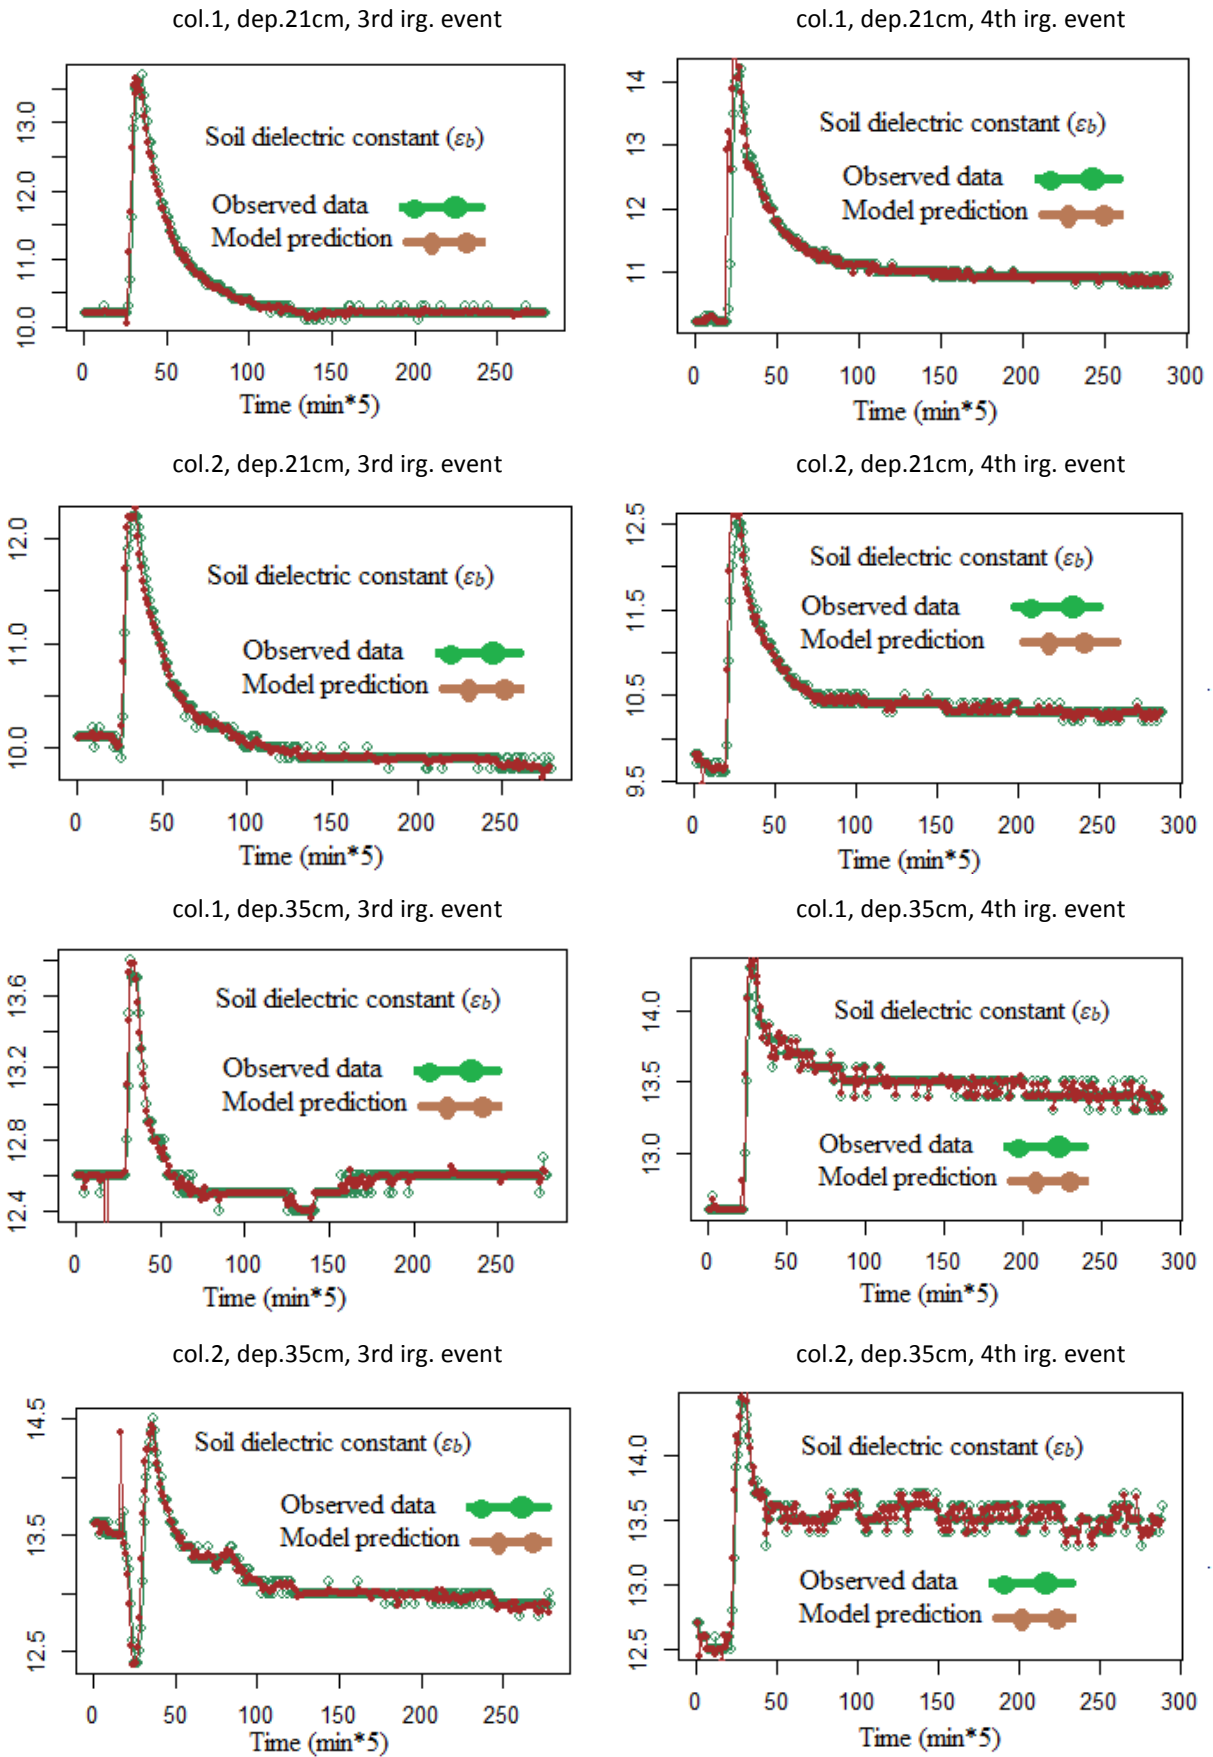 col.1, dep.21cm, 3rd irg. event
13.0
12.0
11.0
10.0
Soil dielectric constant (εb)
Observed data
Model prediction
0 50 100 150 200 250
Time (min*5)
col.1, dep.21cm, 4th irg. event
14
13
12
11
Soil dielectric constant (εb)
Observed data
Model prediction
0 50 100 150 200 250 300
Time (min*5)
col.2, dep.21cm, 3rd irg. event
12.0
11.0
10.0
Soil dielectric constant (εb)
Observed data
Model prediction
0 50 100 150 200 250
Time (min*5)
col.2, dep.21cm, 4th irg. event
12.5
11.5
10.5
9.5
Soil dielectric constant (εb)
Observed data
Model prediction
0 50 100 150 200 250 300
Time (min*5)
col.1, dep.35cm, 3rd irg. event
13.6
13.2
12.8
12.4
Soil dielectric constant (εb)
Observed data
Model prediction
0 50 100 150 200 250
Time (min*5)
col.1, dep.35cm, 4th irg. event
14.0
13.5
13.0
Soil dielectric constant (εb)
Observed data
Model prediction
0 50 100 150 200 250 300
Time (min*5)
col.2, dep.35cm, 3rd irg. event
14.5
13.5
12.5
Soil dielectric constant (εb)
Observed data
Model prediction
0 50 100 150 200 250
Time (min*5)
col.2, dep.35cm, 4th irg. event
14.0
13.5
13.0
12.5
Soil dielectric constant (εb)
Observed data
Model prediction
0 50 100 150 200 250 300
Time (min*5)